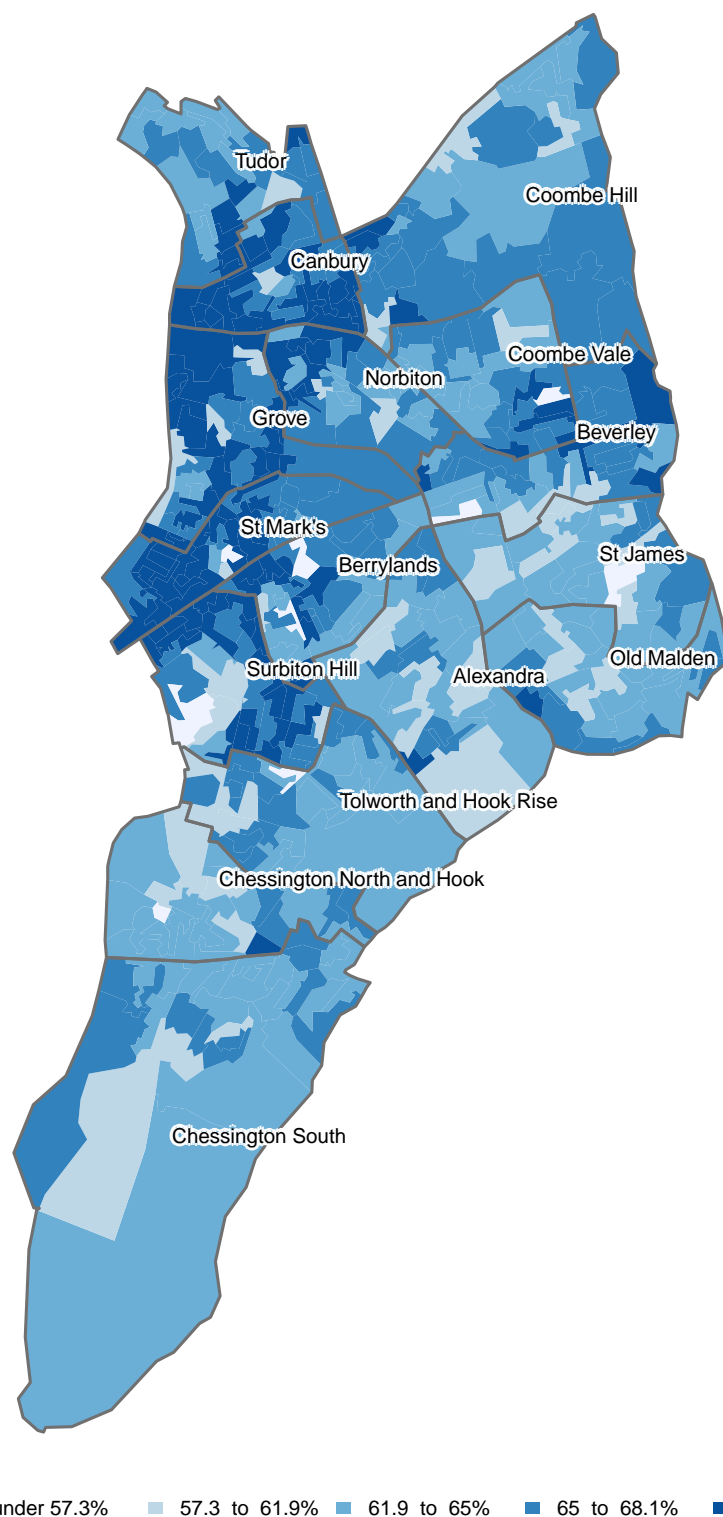 Tudor
Coombe Hill
Canbury
Coombe Vale
Norbiton
Grove
Beverley
St Mark's
St James
Berrylands
Old Malden
Surbiton Hill
Alexandra
Tolworth and Hook Rise
Chessington North and Hook
Chessington South
under 57.3% 57.3 to 61.9% 61.9 to 65% 65 to 68.1%